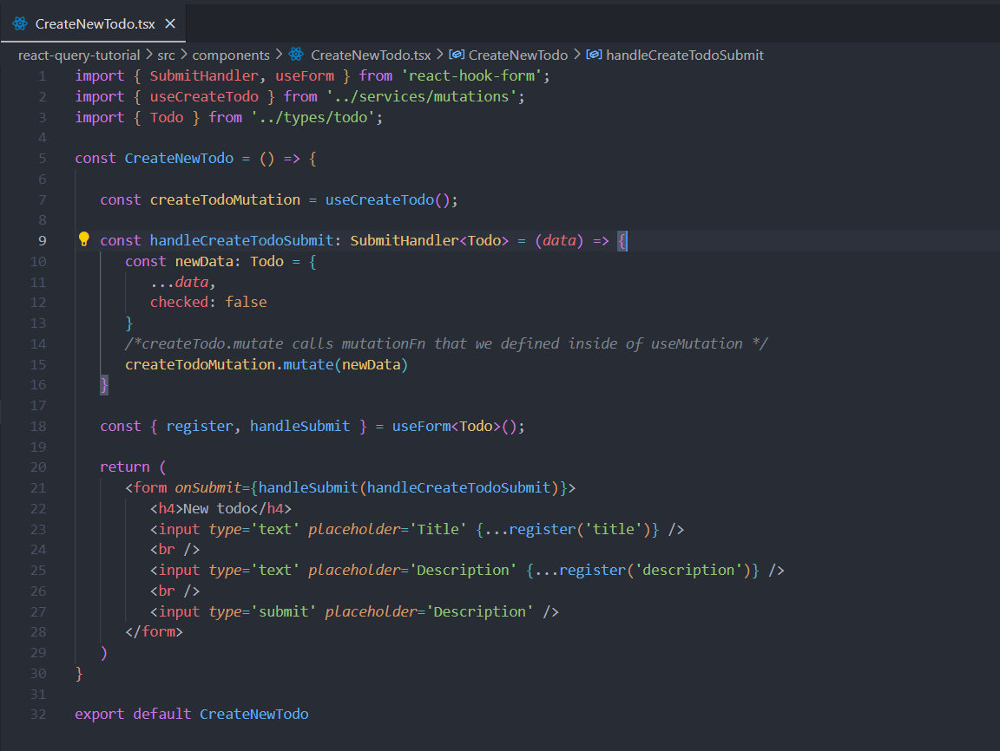 CreateNewTodo.tsx
react-query-tutorial > src > components > CreateNewTodo.tsx > CreateNewTodo > handleCreateTodoSubmit
1 import { SubmitHandler, useForm } from 'react-hook-form';
2 import { useCreateTodo } from '../services/mutations';
3 import { Todo } from '../types/todo';
4
5 const CreateNewTodo = () => {
6
7 const createTodoMutation = useCreateTodo();
8
9 const handleCreateTodoSubmit: SubmitHandler<Todo> = (data) => {
10 const newData: Todo = {
11 ...data,
12 checked: false
13 }
14 /*createTodo.mutate calls mutationFn that we defined inside of useMutation */
15 createTodoMutation.mutate(newData)
16 }
17
18 const { register, handleSubmit } = useForm<Todo>();
19
20 return (
21 <form onSubmit={handleSubmit(handleCreateTodoSubmit)}>
22 <h4>New todo</h4>
23 <input type='text' placeholder='Title' {...register('title')} />
24 <br />
25 <input type='text' placeholder='Description' {...register('description')} />
26 <br />
27 <input type='submit' placeholder='Description' />
28 </form>
29 )
30 }
31
32 export default CreateNewTodo